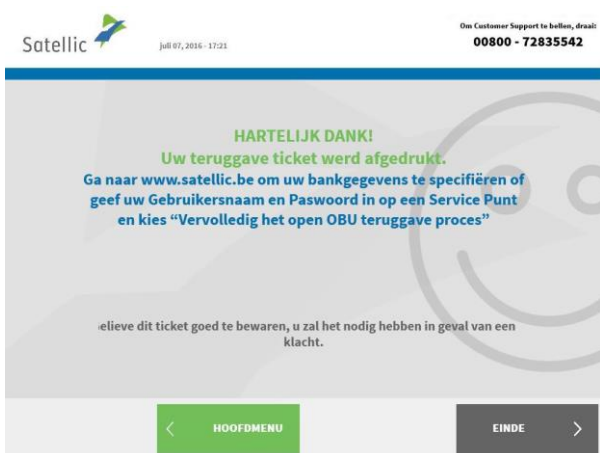 Satellic
juli 07, 2016 - 17:21
Om Customer Support te bellen, draai:
00800 - 72835542
HARTELIJK DANK!
Uw teruggave ticket werd afgedrukt.
Ga naar www.satellic.be om uw bankgegevens te specifiëren of
geef uw Gebruikersnaam en Paswoord in op een Service Punt
en kies “Vervolledig het open OBU teruggave proces”
elieve dit ticket goed te bewaren, u zal het nodig hebben in geval van een
klacht.
HOOFDMENU
EINDE